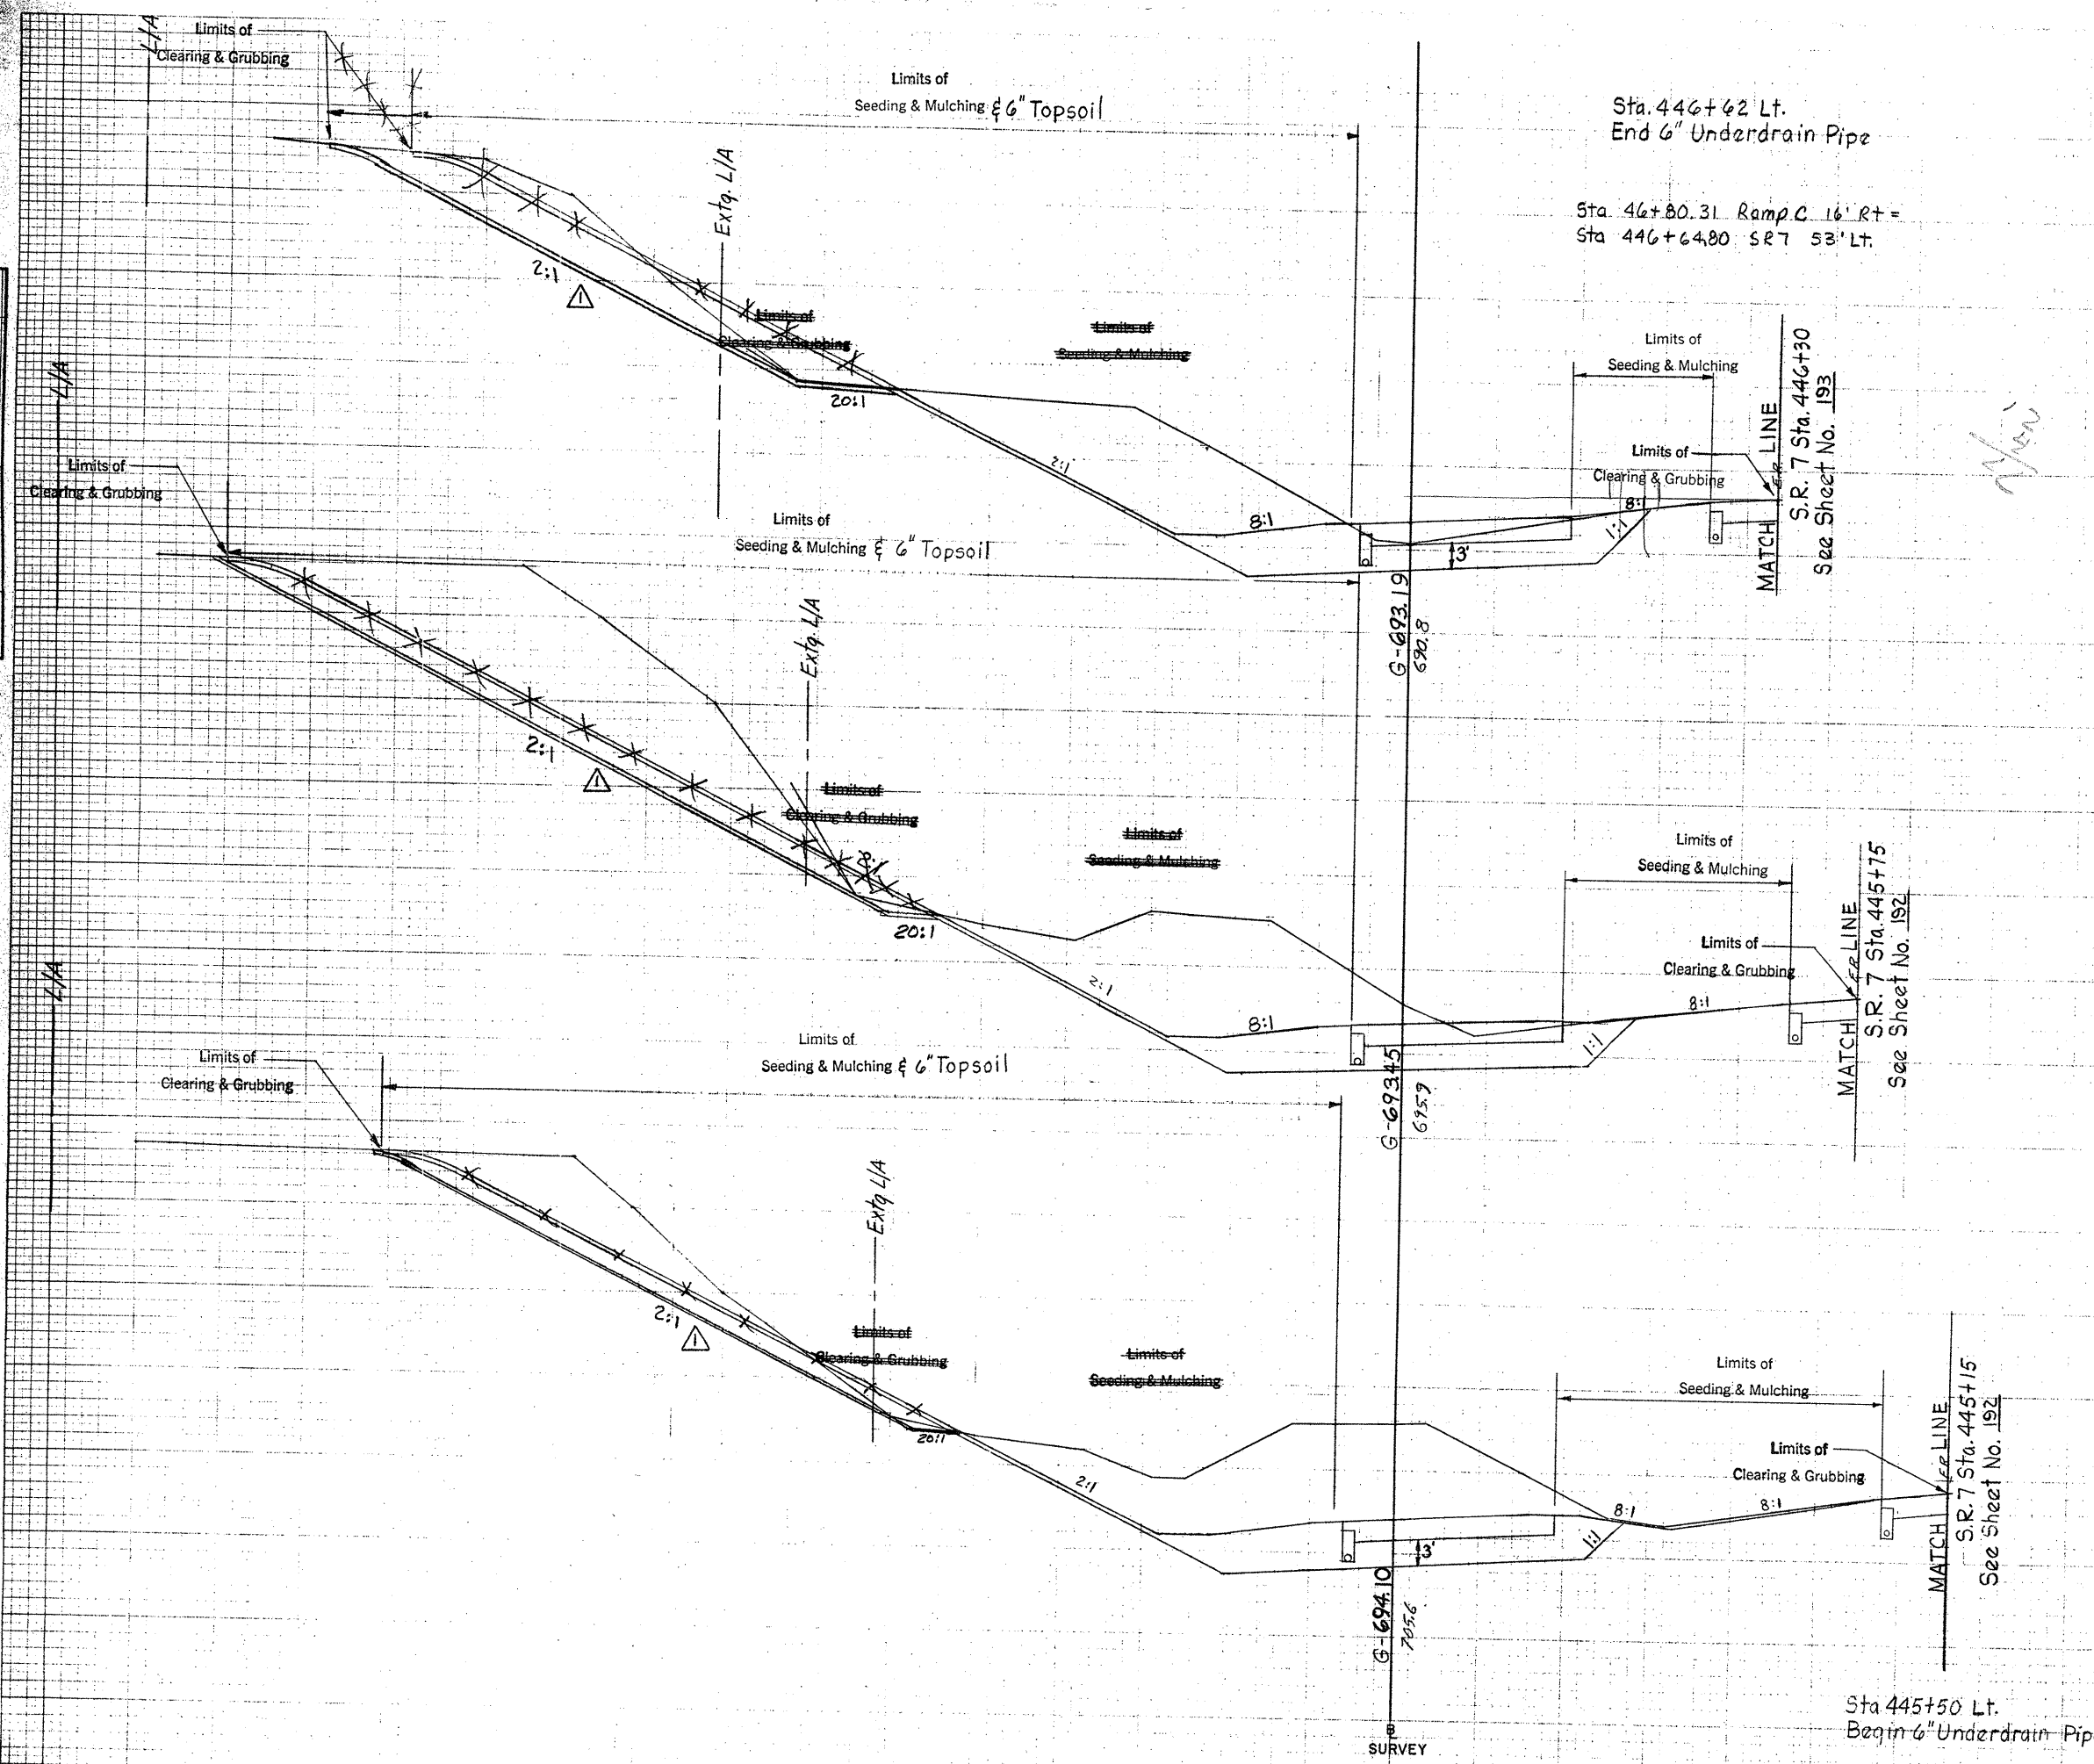 L/A
Limits of
Clearing & Grubbing
Limits of
Seeding & Mulching & 6" Topsoil
Sta. 446+62 Lt.
End 6" Underdrain Pipe
Sta 46+80.31 Ramp C 16' Rt =
Sta 446+64.80 SR7 53' Lt.
Extg. L/A
2:1
1
Limits of
Clearing & Grubbing
Limits of
Seeding & Mulching
20:1
2:1
8:1
Limits of
Seeding & Mulching
Limits of
Clearing & Grubbing
8:1
1:1
3'
MATCH LINE
S.R. 7 Sta. 446+30
See Sheet No. 193
G-693.19
690.8
L/A
Limits of
Clearing & Grubbing
Limits of
Seeding & Mulching & 6" Topsoil
Extg. L/A
2:1
1
Limits of
Clearing & Grubbing
2:1
Limits of
Seeding & Mulching
20:1
2:1
8:1
Limits of
Seeding & Mulching
Limits of
Clearing & Grubbing
8:1
1:1
MATCH LINE
S.R. 7 Sta. 445+75
See Sheet No. 192
G-693.45
695.9
L/A
Limits of
Clearing & Grubbing
Limits of
Seeding & Mulching & 6" Topsoil
Extg L/A
2:1
1
Limits of
Clearing & Grubbing
Limits of
Seeding & Mulching
20:1
2:1
Limits of
Seeding & Mulching
Limits of
Clearing & Grubbing
8:1
8:1
1:1
3'
MATCH LINE
S.R. 7 Sta. 445+15
See Sheet No. 192
G-694.10
705.6
Sta 445+50 Lt.
Begin 6" Underdrain Pip
B
SURVEY